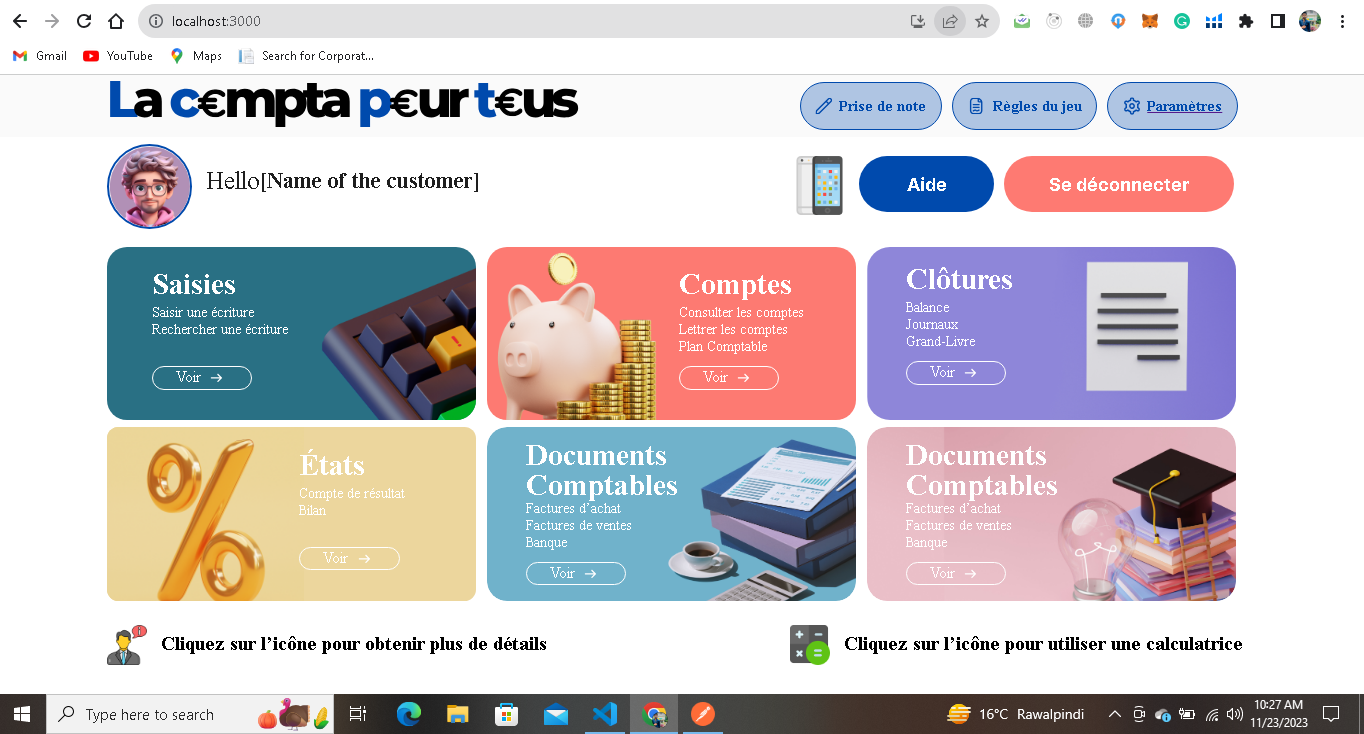 localhost:3000
Gmail YouTube Maps Search for Corporat...
La c€mpta p€ur t€us
Prise de note Règles du jeu Paramètres
Hello[Name of the customer]
Aide Se déconnecter
Saisies
Saisir une écriture
Rechercher une écriture
Voir →
Comptes
Consulter les comptes
Lettrer les comptes
Plan Comptable
Voir →
Clôtures
Balance
Journaux
Grand-Livre
Voir →
États
Compte de résultat
Bilan
Voir →
Documents
Comptables
Factures d’achat
Factures de ventes
Banque
Voir →
Documents
Comptables
Factures d’achat
Factures de ventes
Banque
Voir →
Cliquez sur l’icône pour obtenir plus de détails
Cliquez sur l’icône pour utiliser une calculatrice
Type here to search
16°C Rawalpindi
10:27 AM
11/23/2023